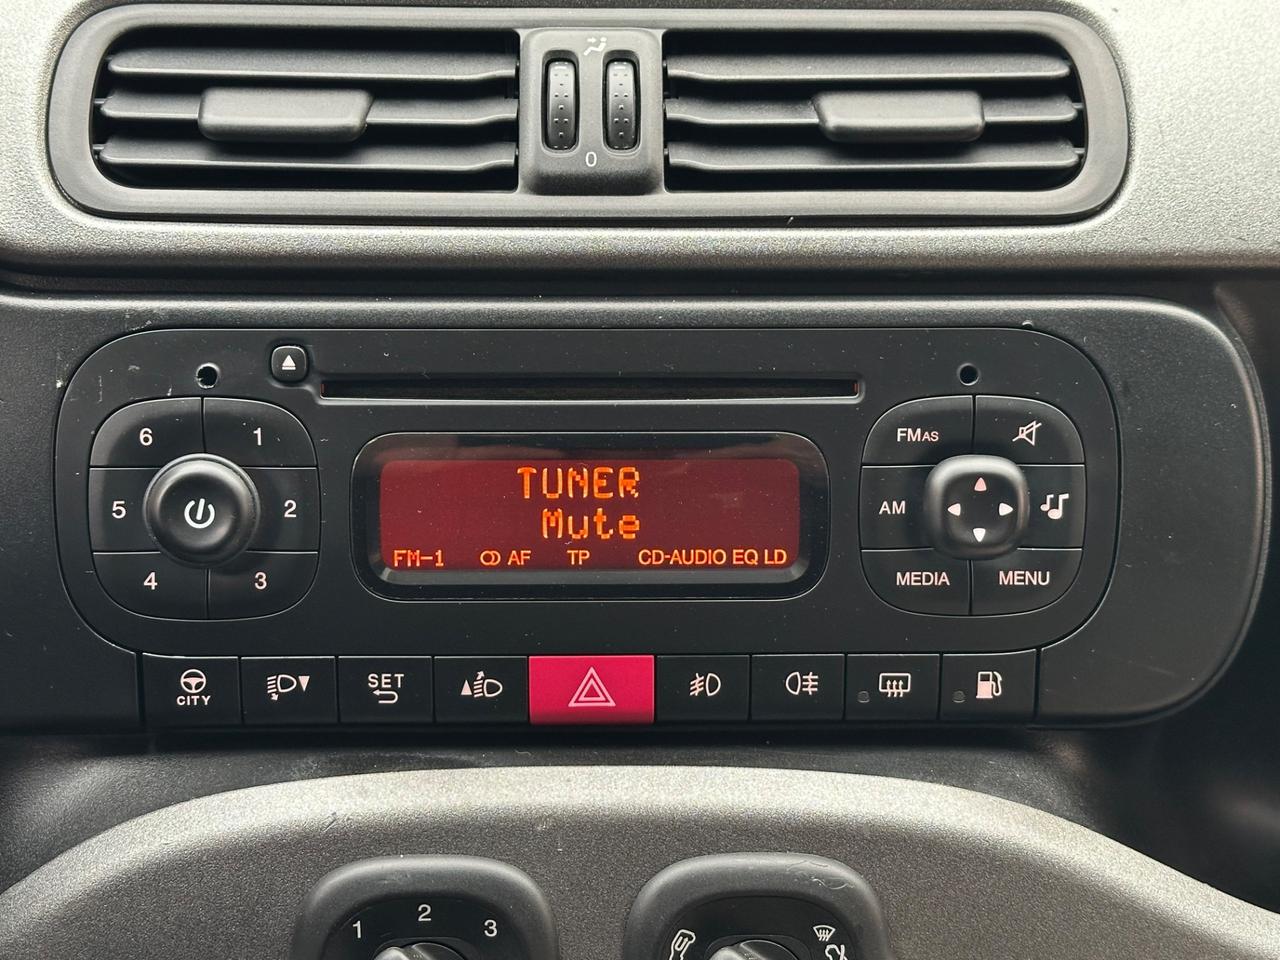 0
6 1
FMAS
TUNER
5 2
AM
Mute
FM-1 AF TP CD-AUDIO EQ LD
4 3
MEDIA MENU
CITY
SET
1 2 3